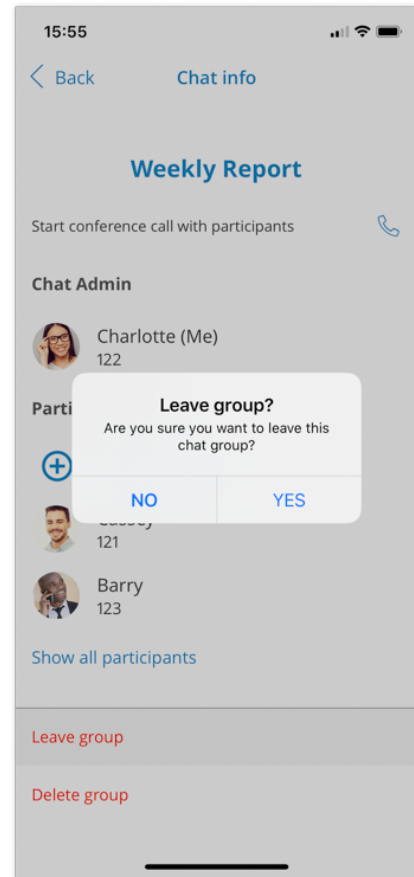 15:55
Back
Chat info
Weekly Report
Start conference call with participants
Chat Admin
Charlotte (Me)
122
Parti
Leave group?
Are you sure you want to leave this
chat group?
NO
YES
121
Barry
123
Show all participants
Leave group
Delete group